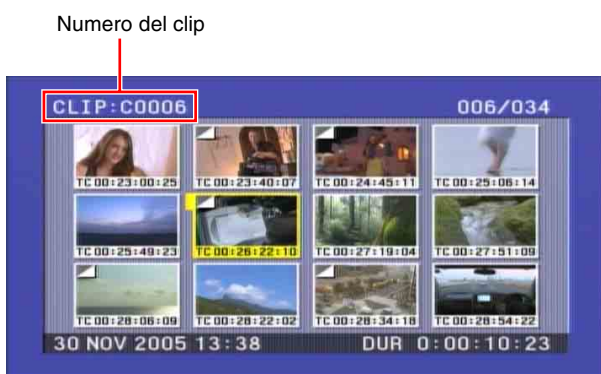 Numero del clip
CLIP:C0006 006/034
TC 00:23:00:25 TC 00:23:40:07 TC 00:24:45:11 TC 00:25:06:14
TC 00:25:49:23 TC 00:26:22:10 TC 00:27:19:04 TC 00:27:51:09
TC 00:28:06:09 TC 00:28:22:02 TC 00:28:34:18 TC 00:28:54:22
30 NOV 2005 13:38 DUR 0:00:10:23